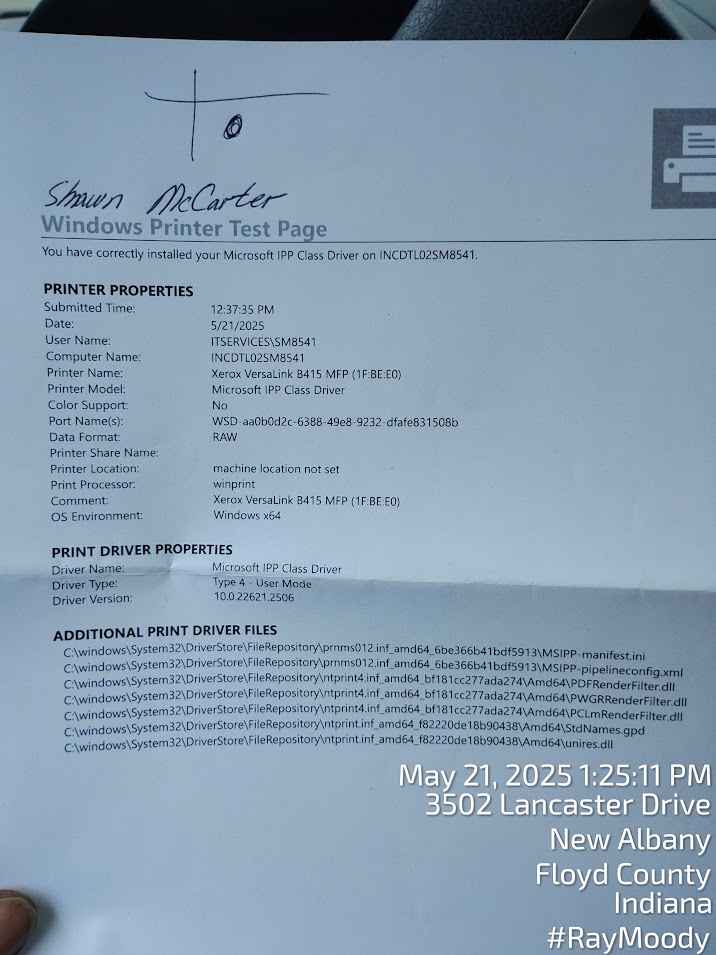 Shawn McCarter
Windows Printer Test Page
You have correctly installed your Microsoft IPP Class Driver on INCDTL02SM8541.
PRINTER PROPERTIES
Submitted Time: 12:37:35 PM
Date: 5/21/2025
User Name: ITSERVICES\SM8541
Computer Name: INCDTL02SM8541
Printer Name: Xerox VersaLink B415 MFP (1F:BE:E0)
Printer Model: Microsoft IPP Class Driver
Color Support: No
Port Name(s): WSD-aa0b0d2c-6388-49e8-9232-dfafe831508b
Data Format: RAW
Printer Share Name:
Printer Location: machine location not set
Print Processor: winprint
Comment: Xerox VersaLink B415 MFP (1F:BE:E0)
OS Environment: Windows x64
PRINT DRIVER PROPERTIES
Driver Name: Microsoft IPP Class Driver
Driver Type: Type 4 - User Mode
Driver Version: 10.0.22621.2506
ADDITIONAL PRINT DRIVER FILES
C:\windows\System32\DriverStore\FileRepository\prnms012.inf_amd64_6be366b41bdf5913\MSIPP-manifest.ini
C:\windows\System32\DriverStore\FileRepository\prnms012.inf_amd64_6be366b41bdf5913\MSIPP-pipelineconfig.xml
C:\windows\System32\DriverStore\FileRepository\ntprint4.inf_amd64_bf181cc277ada274\Amd64\PDFRenderFilter.dll
C:\windows\System32\DriverStore\FileRepository\ntprint4.inf_amd64_bf181cc277ada274\Amd64\PWGRRenderFilter.dll
C:\windows\System32\DriverStore\FileRepository\ntprint4.inf_amd64_bf181cc277ada274\Amd64\PCLmRenderFilter.dll
C:\windows\System32\DriverStore\FileRepository\ntprint.inf_amd64_f82220de18b90438\Amd64\StdNames.gpd
C:\windows\System32\DriverStore\FileRepository\ntprint.inf_amd64_f82220de18b90438\Amd64\unires.dll
May 21, 2025 1:25:11 PM
3502 Lancaster Drive
New Albany
Floyd County
Indiana
#RayMoody